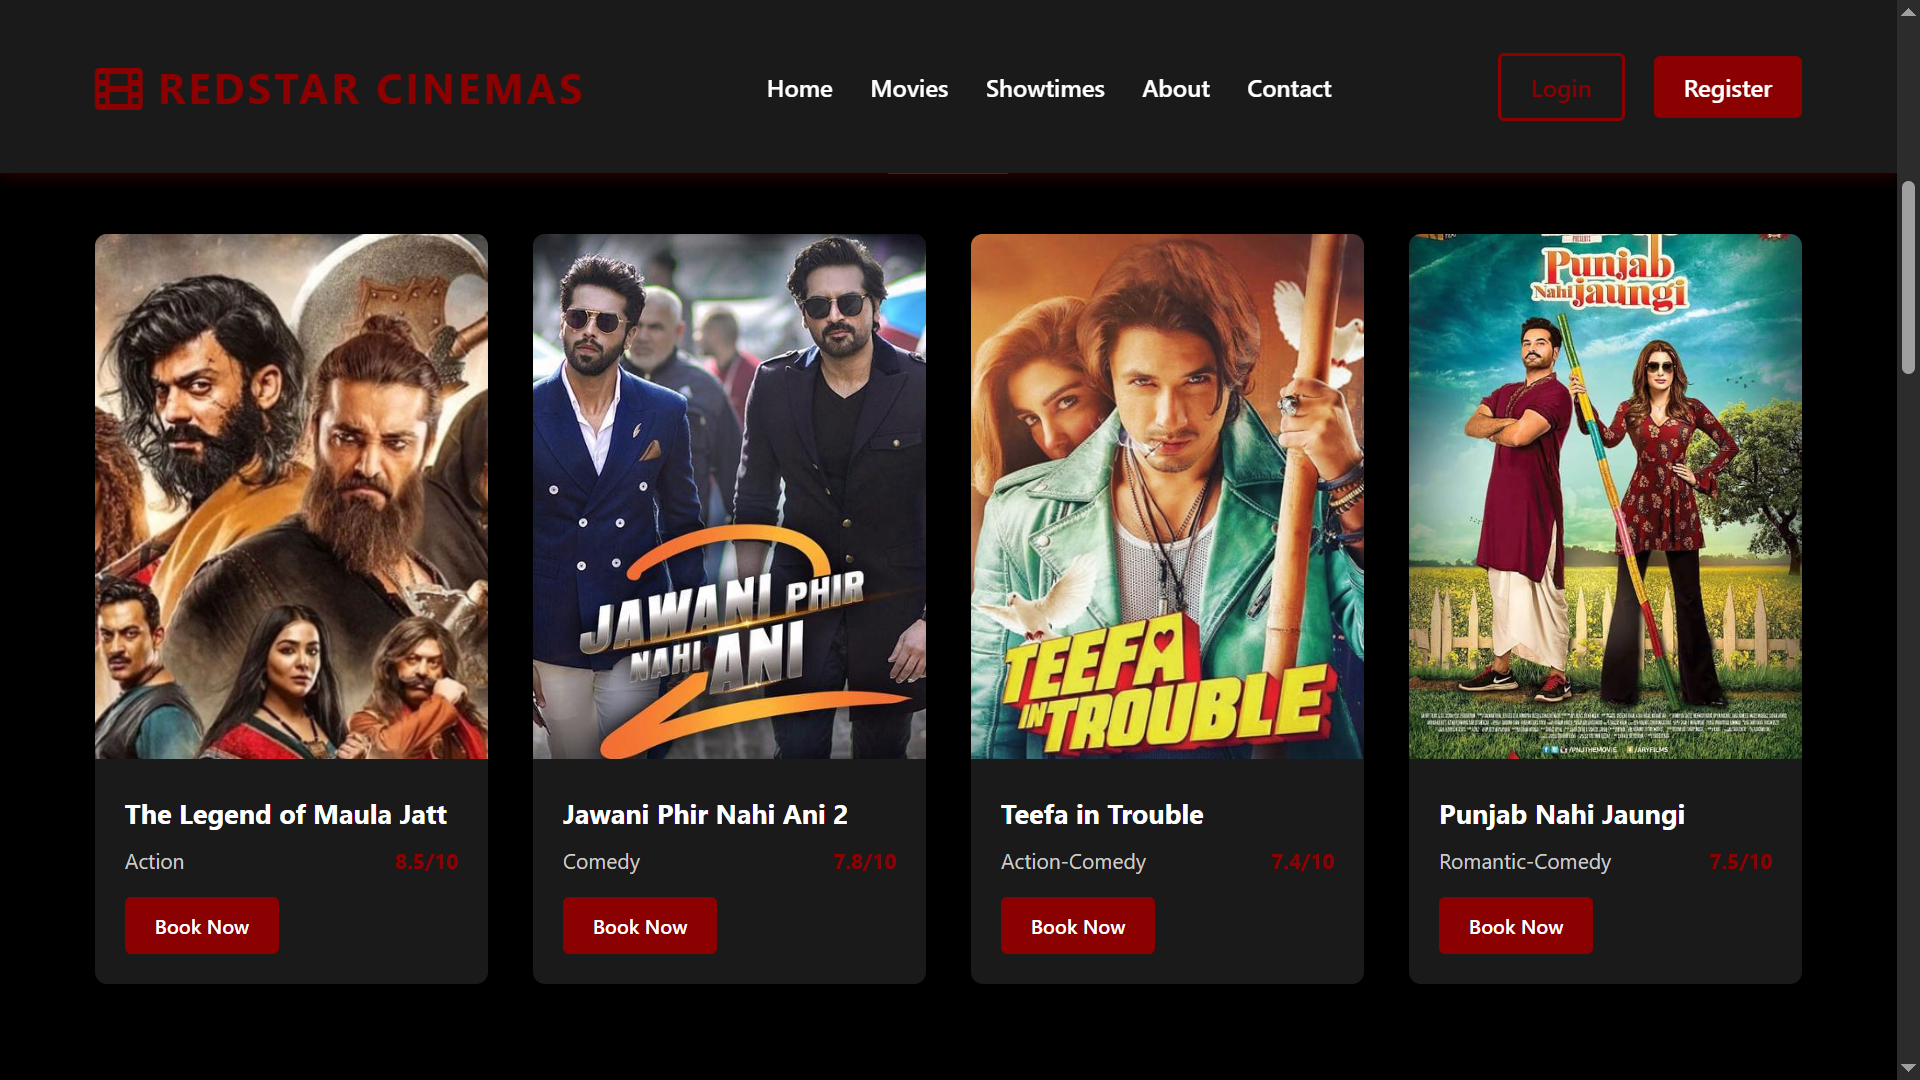 REDSTAR CINEMAS
Home Movies Showtimes About Contact
Login Register
JAWANI PHIR
NAHI ANI
2
TEEFA
IN TROUBLE
PRESENTS
Punjab
Nahi jaungi
/PNJTHEMOVIE /ARYFILMS
The Legend of Maula Jatt
Action 8.5/10
Book Now
Jawani Phir Nahi Ani 2
Comedy 7.8/10
Book Now
Teefa in Trouble
Action-Comedy 7.4/10
Book Now
Punjab Nahi Jaungi
Romantic-Comedy 7.5/10
Book Now